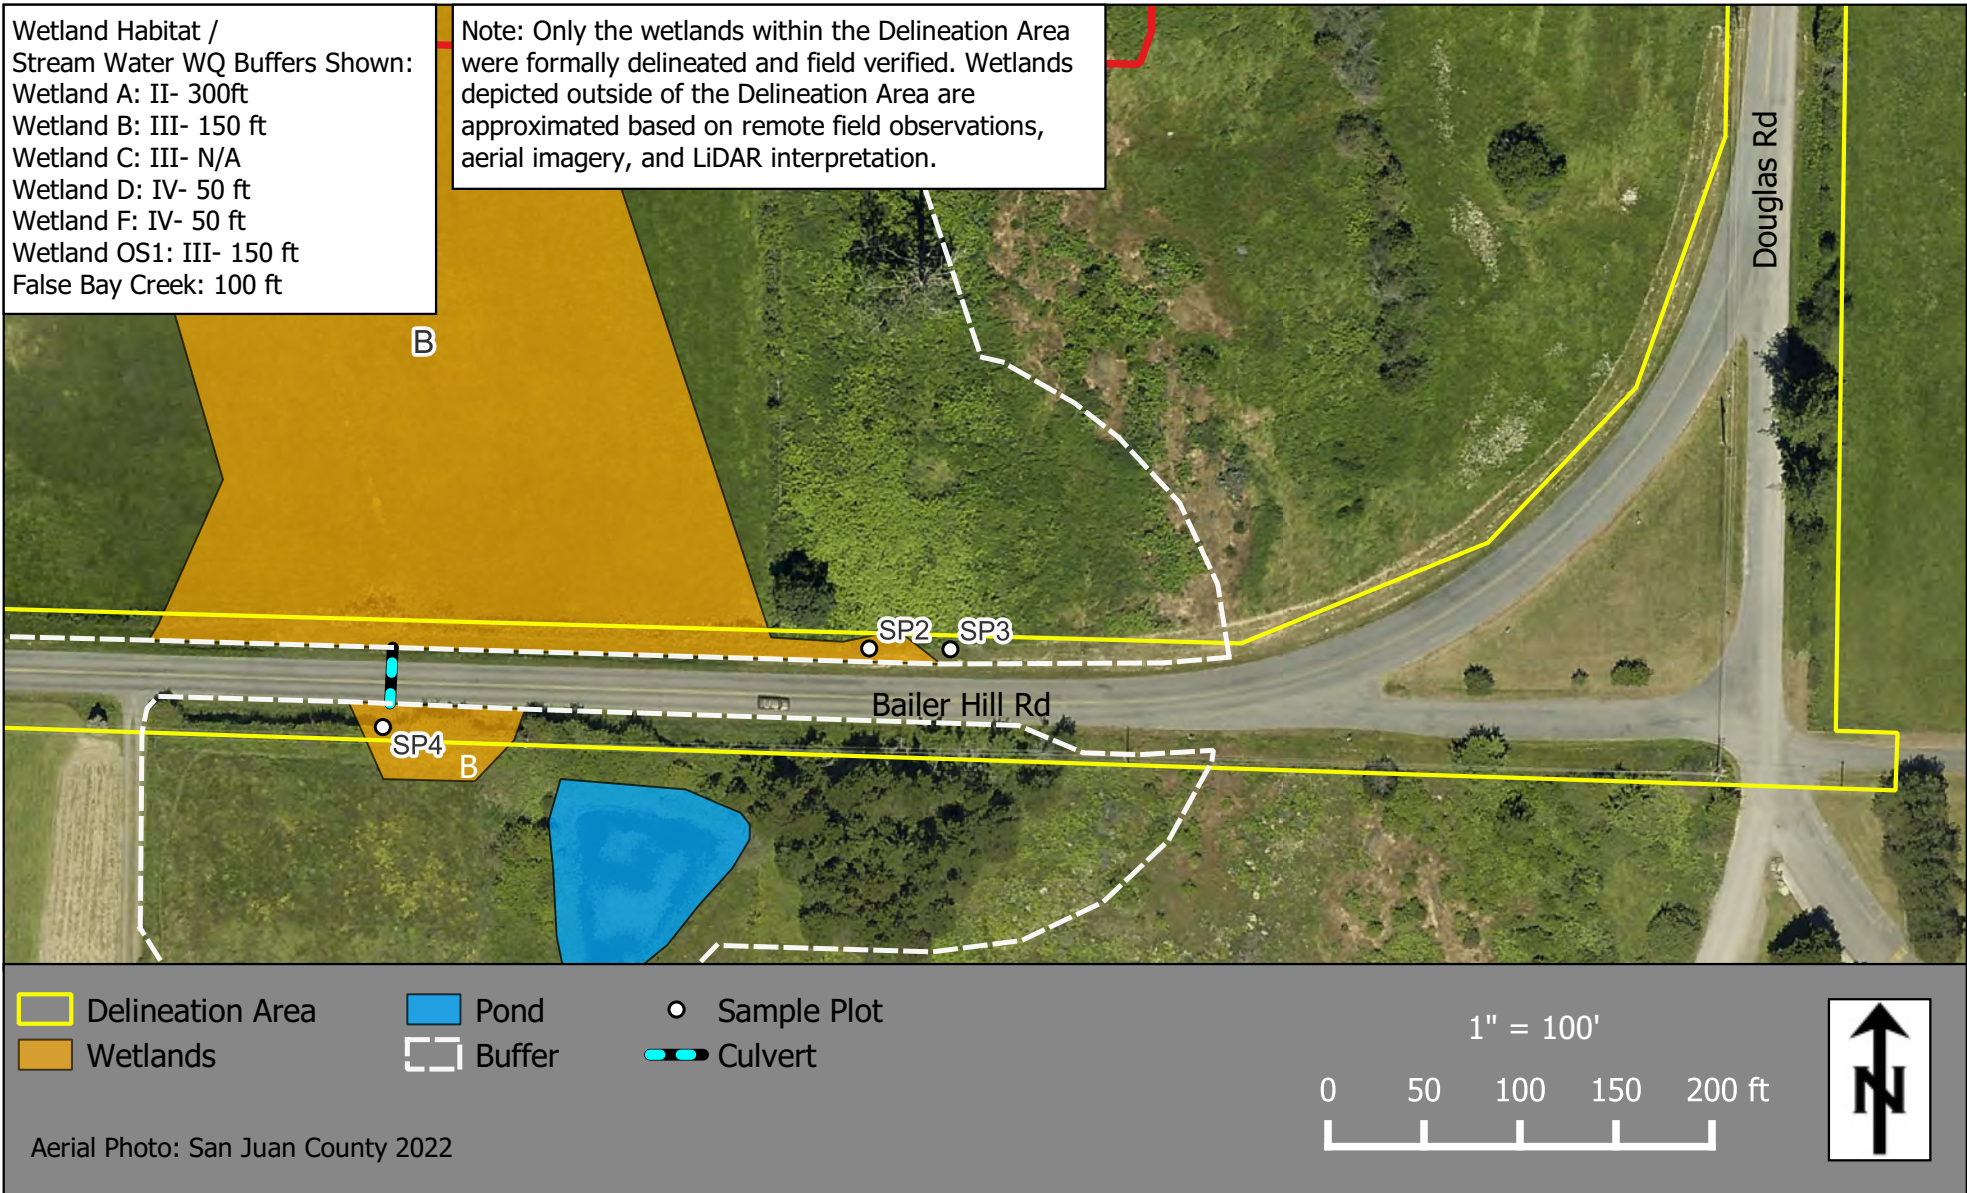 Wetland Habitat /
Stream Water WQ Buffers Shown:
Wetland A: II- 300ft
Wetland B: III- 150 ft
Wetland C: III- N/A
Wetland D: IV- 50 ft
Wetland F: IV- 50 ft
Wetland OS1: III- 150 ft
False Bay Creek: 100 ft
Note: Only the wetlands within the Delineation Area
were formally delineated and field verified. Wetlands
depicted outside of the Delineation Area are
approximated based on remote field observations,
aerial imagery, and LiDAR interpretation.
Douglas Rd
B
SP2
SP3
Bailer Hill Rd
SP4
B
Delineation Area
Wetlands
Pond
Buffer
Sample Plot
Culvert
1" = 100'
0 50 100 150 200 ft
N
Aerial Photo: San Juan County 2022